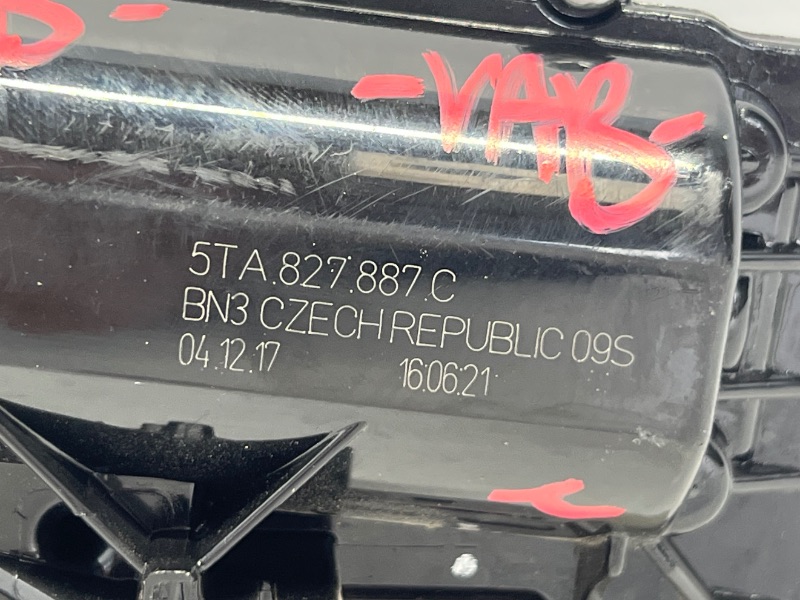 -VAB-
5TA.827.887.C
BN3 CZECH REPUBLIC 09S
04.12.17 16:06:21